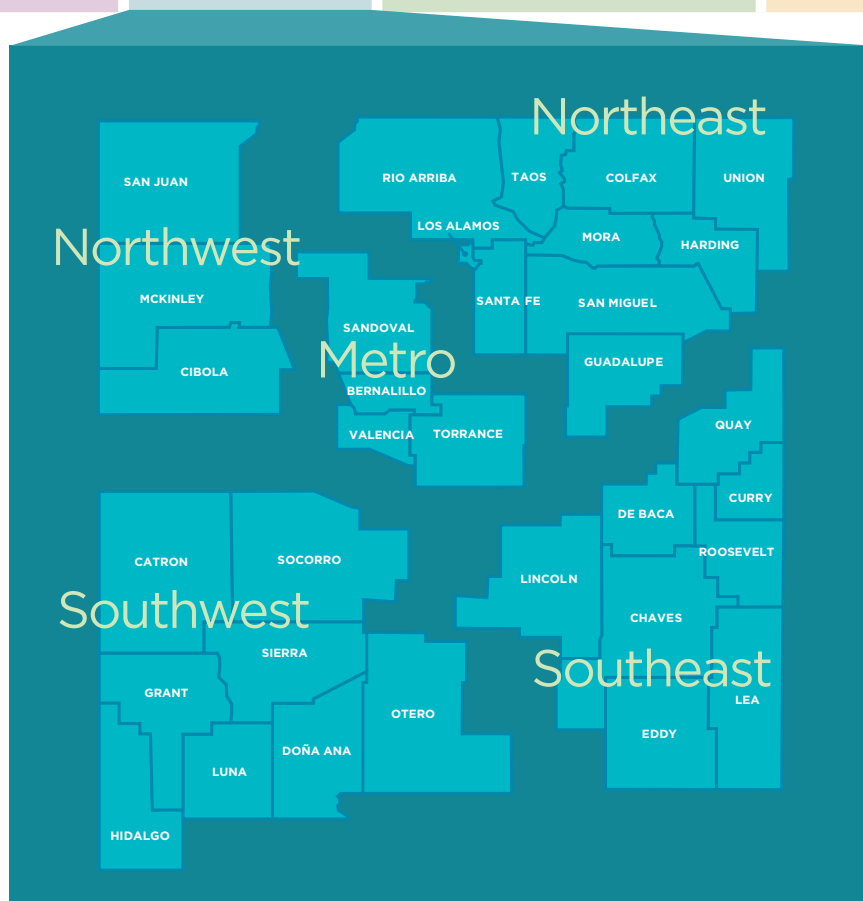 Northeast
SAN JUAN
RIO ARRIBA
TAOS
COLFAX
UNION
LOS ALAMOS
MORA
HARDING
Northwest
MCKINLEY
SANTA FE
SAN MIGUEL
SANDOVAL
Metro
GUADALUPE
CIBOLA
BERNALILLO
VALENCIA
TORRANCE
QUAY
CURRY
DE BACA
ROOSEVELT
CATRON
SOCORRO
LINCOLN
Southwest
CHAVES
SIERRA
Southeast
GRANT
LEA
OTERO
EDDY
DOÑA ANA
LUNA
HIDALGO